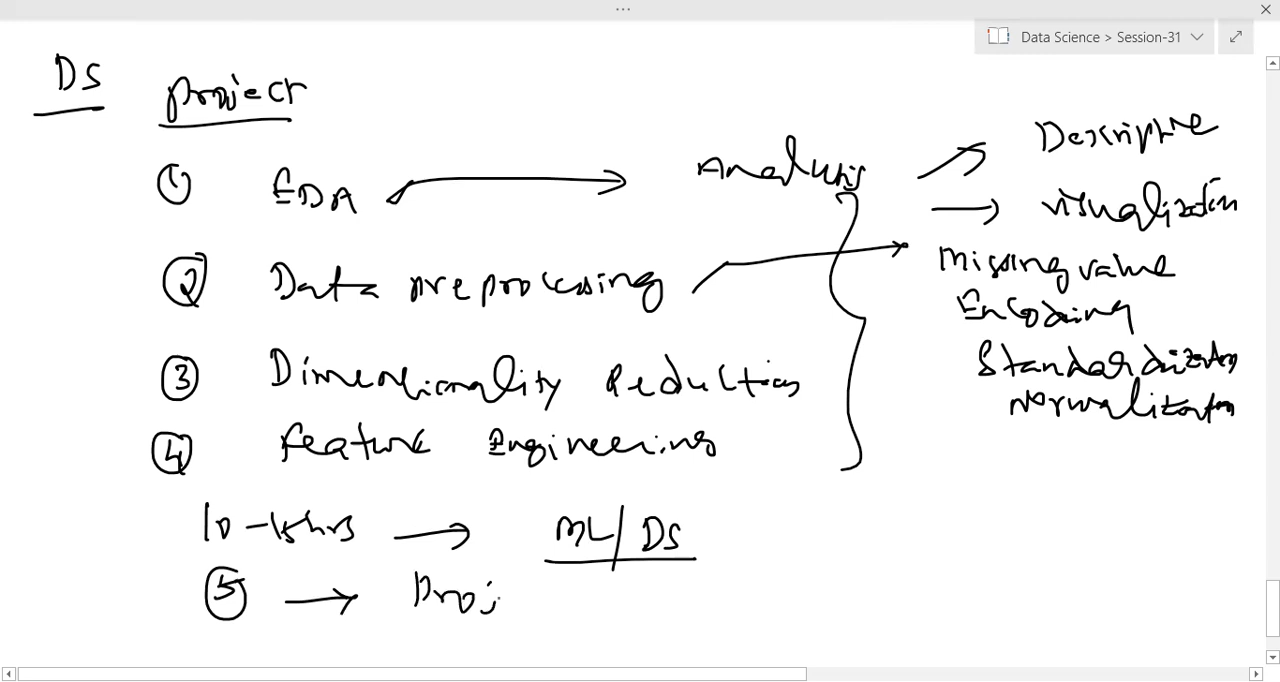 Data Science > Session-31
DS Project
① EDA → Analysis → Descriptive
→ visualization
② Data preprocessing → Missing value
Encoding
Standardization
Normalization
③ Dimensionality Reduction
④ Feature Engineering
10-15hrs → ML/DS
⑤ → Proj